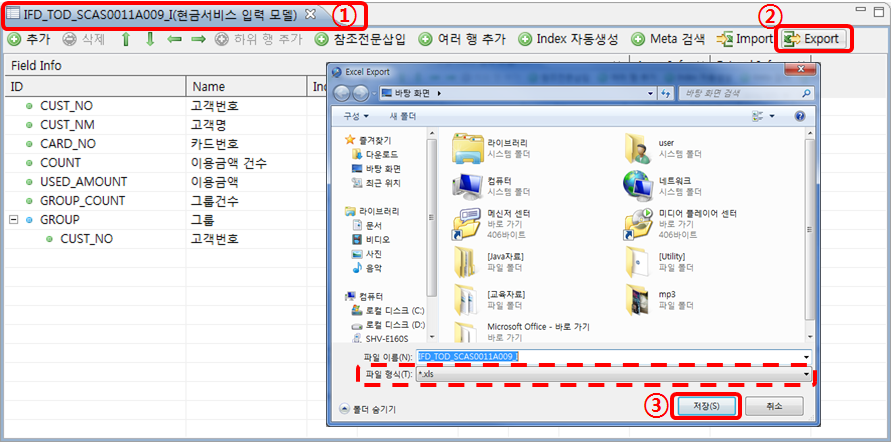 IFD_TOD_SCAS0011A009_I(현금서비스 입력 모델) ①
②
추가 삭제 하위 행 추가 참조전문삽입 여러 행 추가 Index 자동생성 Meta 검색 Import Export
Field Info
ID Name
CUST_NO 고객번호
CUST_NM 고객명
CARD_NO 카드번호
COUNT 이용금액 건수
USED_AMOUNT 이용금액
GROUP_COUNT 그룹건수
GROUP 그룹
CUST_NO 고객번호
Excel Export
바탕 화면
바탕 화면 검색
구성 새 폴더
즐겨찾기
다운로드
바탕 화면
최근 위치
라이브러리
문서
비디오
사진
음악
컴퓨터
로컬 디스크 (C:)
로컬 디스크 (D:)
SHV-E160S
라이브러리
시스템 폴더
user
시스템 폴더
컴퓨터
시스템 폴더
네트워크
시스템 폴더
메신저 센터
바로 가기
406바이트
미디어 플레이어 센터
바로 가기
406바이트
[Java자료]
파일 폴더
[Utility]
파일 폴더
[교육자료]
파일 폴더
mp3
파일 폴더
Microsoft Office - 바로 가기
파일 이름(N): IFD_TOD_SCAS0011A009_I
파일 형식(T): *.xls
폴더 숨기기
③ 저장(S) 취소